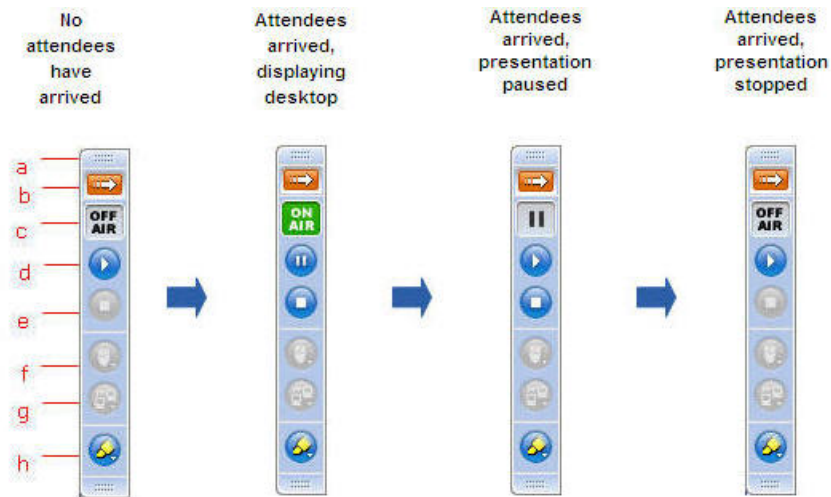 No
attendees
have
arrived
Attendees
arrived,
displaying
desktop
Attendees
arrived,
presentation
paused
Attendees
arrived,
presentation
stopped
a
b
c
d
e
f
g
h
OFF
AIR
ON
AIR
OFF
AIR